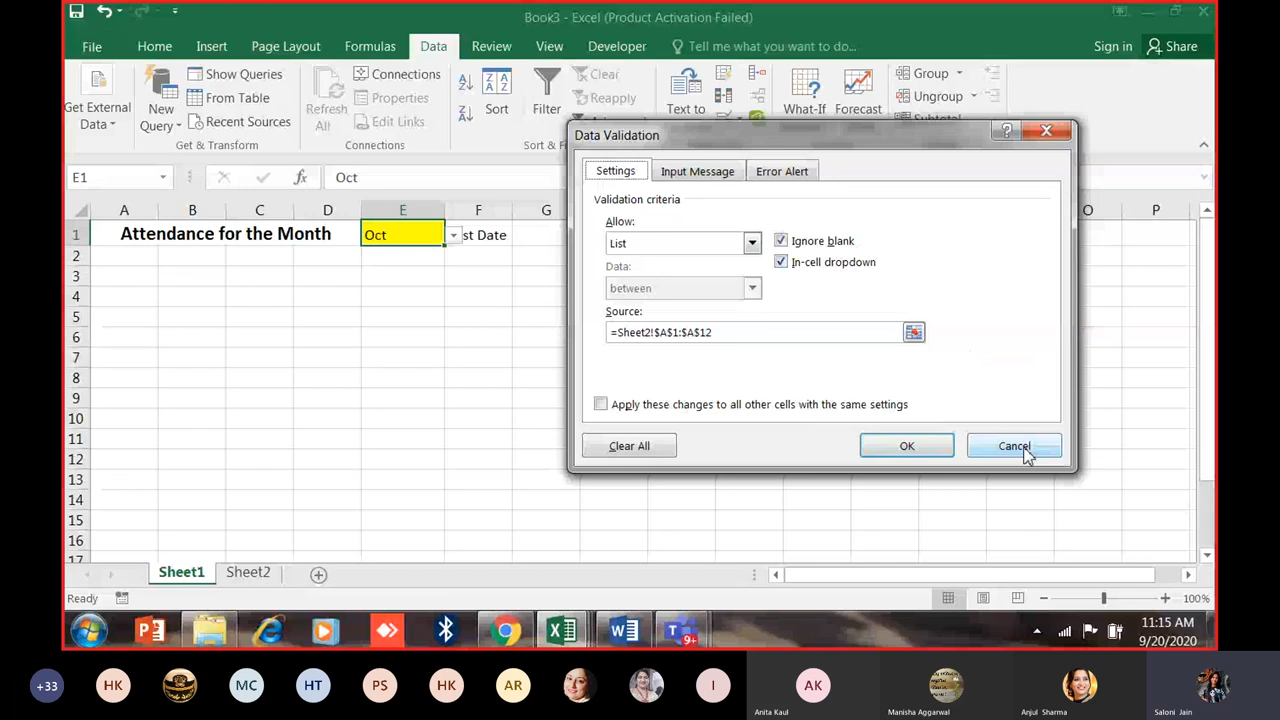 Book3 - Excel (Product Activation Failed)
File Home Insert Page Layout Formulas Data Review View Developer Tell me what you want to do... Sign in Share
Show Queries Connections Clear Group
From Table Properties Reapply Ungroup
Get External Data New Query Recent Sources Refresh All Edit Links Sort Filter Text to What-If Forecast
Get & Transform Connections Sort &
Data Validation
E1 fx Oct
Settings Input Message Error Alert
Validation criteria
Allow:
List Ignore blank
In-cell dropdown
Data:
between
Source:
=Sheet2!$A$1:$A$12
Apply these changes to all other cells with the same settings
Clear All OK Cancel
A B C D E F G O P
1 Attendance for the Month Oct st Date
2
3
4
5
6
7
8
9
10
11
12
13
14
15
16
17
Sheet1 Sheet2
Ready 100%
9+
11:15 AM
9/20/2020
+33 HK MC HT PS HK AR I AK
Anita Kaul Manisha Aggarwal Anjul Sharma Saloni Jain